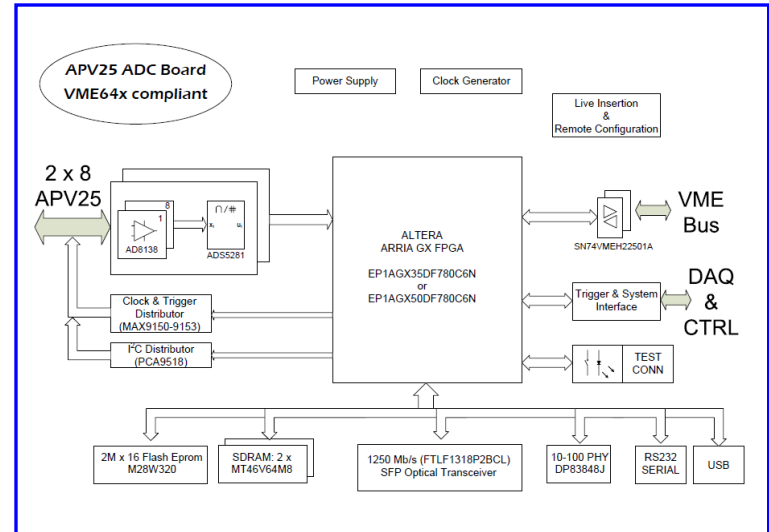 APV25 ADC Board
VME64x compliant
Power Supply
Clock Generator
Live Insertion
&
Remote Configuration
2 x 8
APV25
8
1
AD8138
∩/#
x₁ u₁
ADS5281
ALTERA
ARRIA GX FPGA
EP1AGX35DF780C6N
or
EP1AGX50DF780C6N
SN74VMEH22501A
VME
Bus
Clock & Trigger
Distributor
(MAX9150-9153)
Trigger & System
Interface
DAQ
&
CTRL
I²C Distributor
(PCA9518)
TEST
CONN
2M x 16 Flash Eprom
M28W320
SDRAM: 2 x
MT46V64M8
1250 Mb/s (FTLF1318P2BCL)
SFP Optical Transceiver
10-100 PHY
DP83848J
RS232
SERIAL
USB